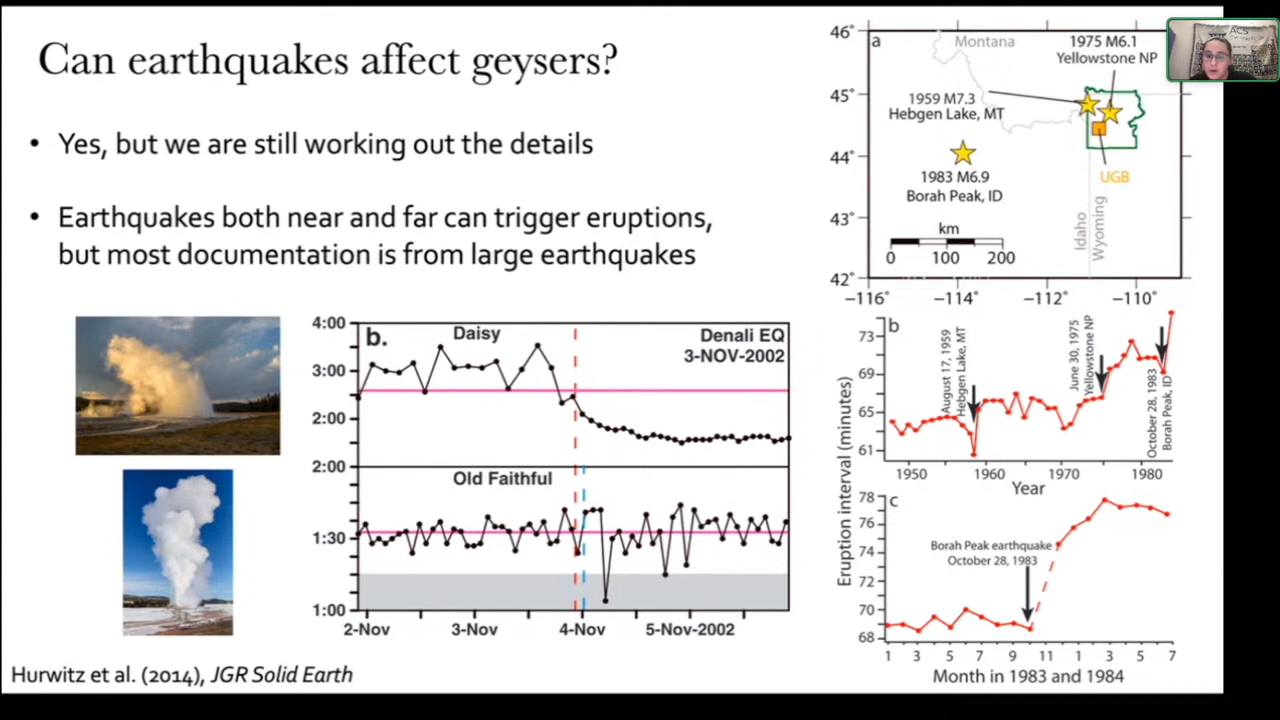 Can earthquakes affect geysers?
• Yes, but we are still working out the details
• Earthquakes both near and far can trigger eruptions,
but most documentation is from large earthquakes
b.
Daisy
Denali EQ
3-NOV-2002
4:00
3:00
2:00
2:00
Old Faithful
1:30
1:00
2-Nov
3-Nov
4-Nov
5-Nov-2002
Hurwitz et al. (2014), JGR Solid Earth
ACS
46°
45°
44°
43°
42°
a
Montana
1975 M6.1
Yellowstone NP
1959 M7.3
Hebgen Lake, MT
1983 M6.9
Borah Peak, ID
UGB
Idaho
Wyoming
km
0 100 200
−116° −114° −112° −110°
Eruption interval (minutes)
b
73
69
65
61
August 17, 1959
Hebgen Lake, MT
June 30, 1975
Yellowstone NP
October 28, 1983
Borah Peak, ID
1950 1960 1970 1980
Year
c
78
76
74
72
70
68
Borah Peak earthquake
October 28, 1983
1 3 5 7 9 11 1 3 5 7
Month in 1983 and 1984